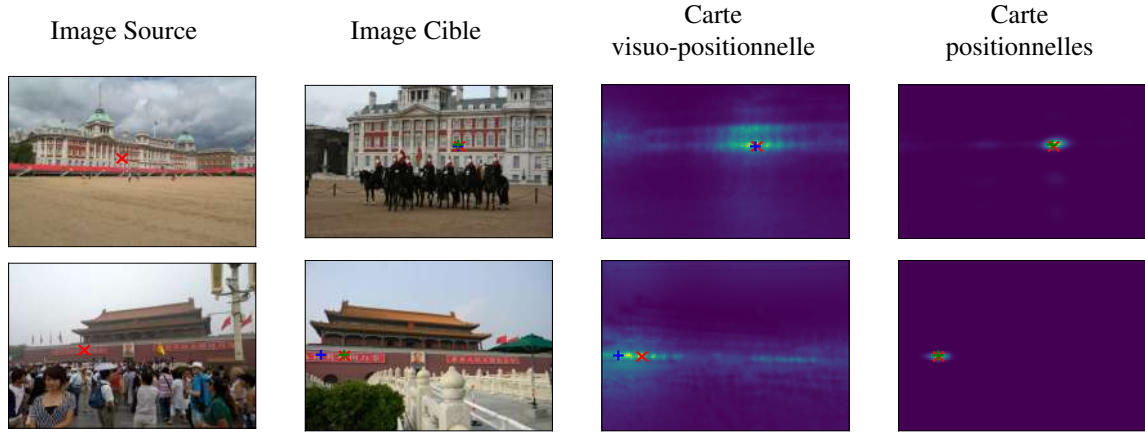 Image Source
Image Cible
Carte
visuo-positionnelle
Carte
positionnelles